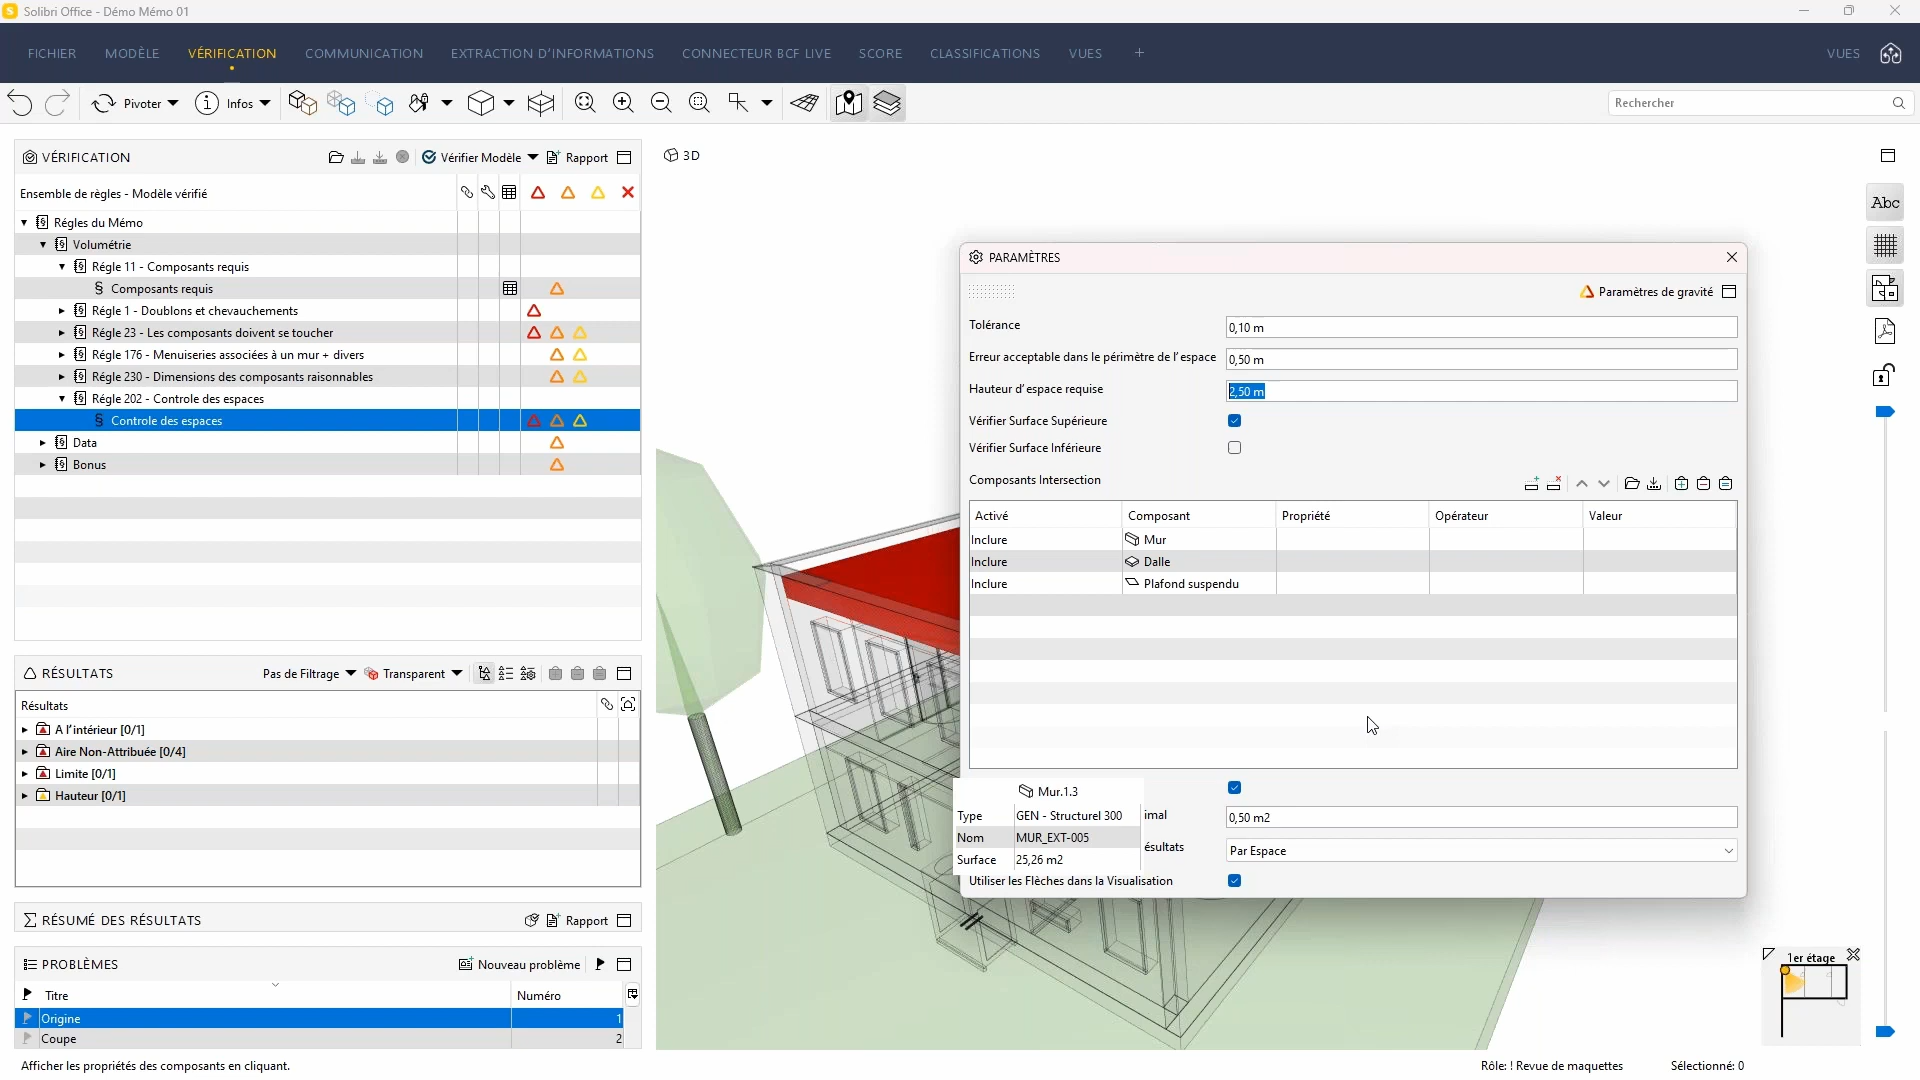 Solibri Office - Démo Mémo 01
FICHIER MODÈLE VÉRIFICATION COMMUNICATION EXTRACTION D'INFORMATIONS CONNECTEUR BCF LIVE SCORE CLASSIFICATIONS VUES + VUES
Pivoter Infos Rechercher
VÉRIFICATION Vérifier Modèle Rapport
3D
Ensemble de règles - Modèle vérifié
Abc
Régles du Mémo
Volumétrie
Régle 11 - Composants requis
Composants requis
Régle 1 - Doublons et chevauchements
Régle 23 - Les composants doivent se toucher
Régle 176 - Menuiseries associées à un mur + divers
Régle 230 - Dimensions des composants raisonnables
Régle 202 - Controle des espaces
Controle des espaces
Data
Bonus
PARAMÈTRES
Paramètres de gravité
Tolérance 0,10 m
Erreur acceptable dans le périmètre de l'espace 0,50 m
Hauteur d'espace requise 2,50 m
Vérifier Surface Supérieure
Vérifier Surface Inférieure
Composants Intersection
Activé Composant Propriété Opérateur Valeur
Inclure Mur
Inclure Dalle
Inclure Plafond suspendu
Mur.1.3
Type GEN - Structurel 300
Nom MUR_EXT-005
Surface 25,26 m2
imal 0,50 m2
ésultats Par Espace
Utiliser les Flèches dans la Visualisation
RÉSULTATS Pas de Filtrage Transparent
Résultats
A l'intérieur [0/1]
Aire Non-Attribuée [0/4]
Limite [0/1]
Hauteur [0/1]
RÉSUMÉ DES RÉSULTATS Rapport
PROBLÈMES Nouveau problème
Titre Numéro
Origine 1
Coupe 2
1er étage
Afficher les propriétés des composants en cliquant.
Rôle: ! Revue de maquettes Sélectionné: 0